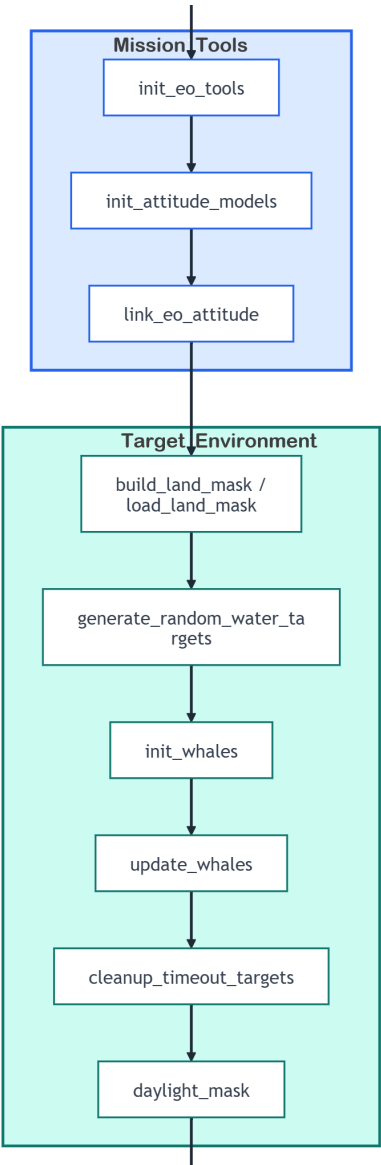 Mission_Tools
init_eo_tools
init_attitude_models
link_eo_attitude
Target_Environment
build_land_mask /
load_land_mask
generate_random_water_ta
rgets
init_whales
update_whales
cleanup_timeout_targets
daylight_mask